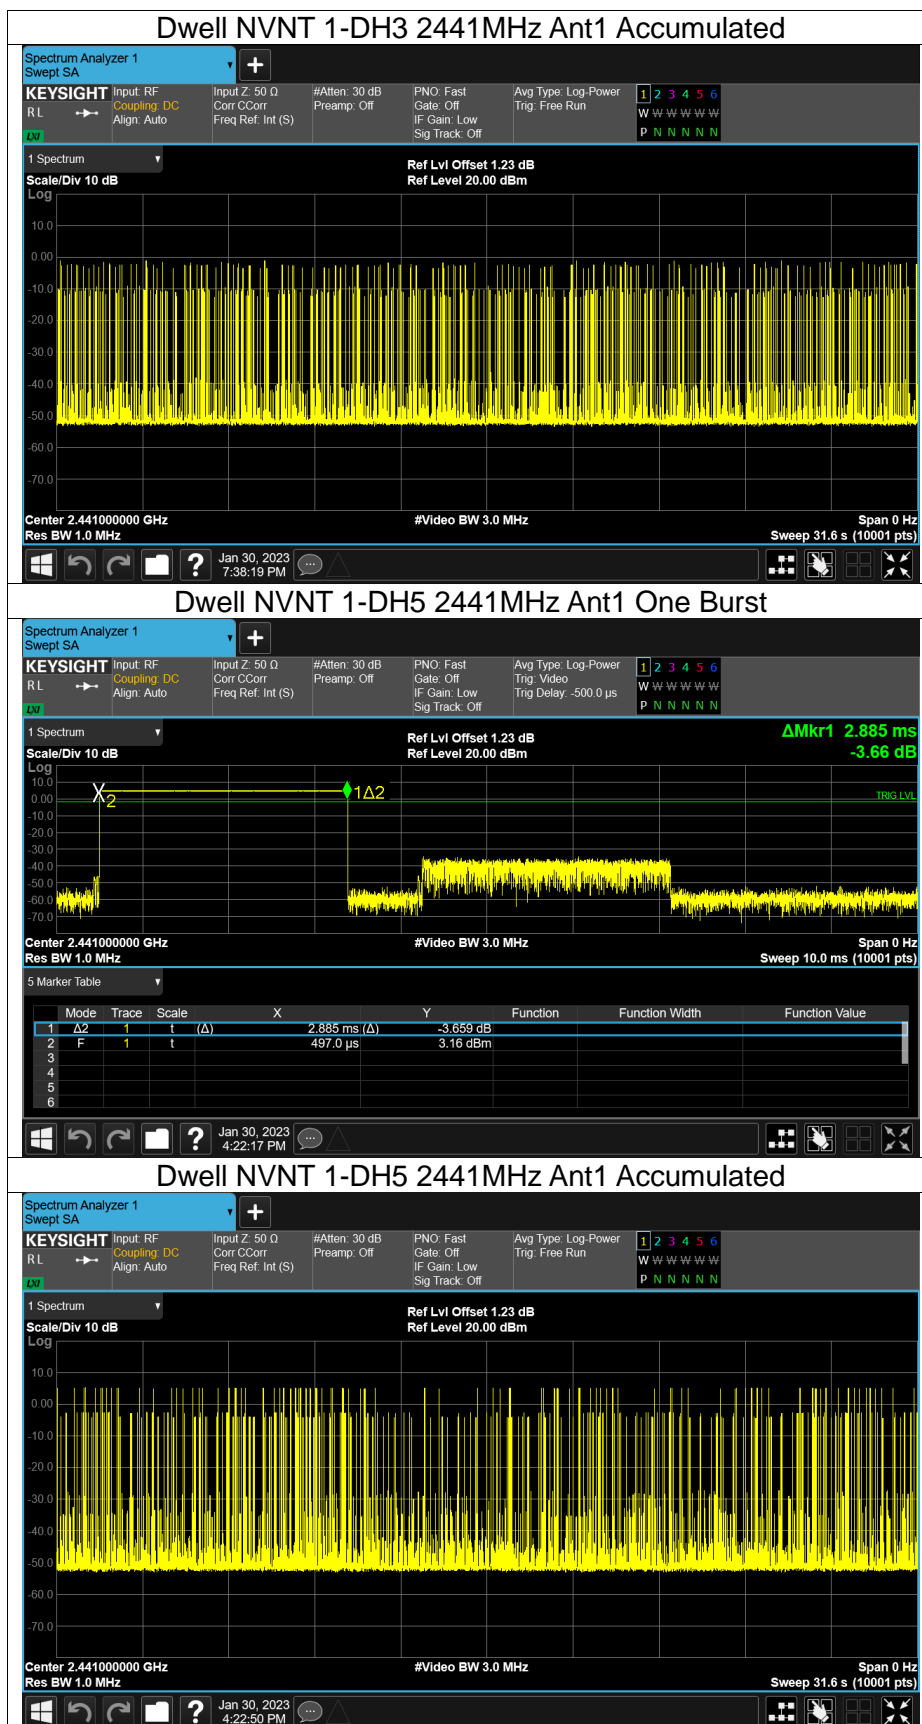 Dwell NVNT 1-DH3 2441MHz Ant1 Accumulated
Spectrum Analyzer 1
Swept SA
KEYSIGHT Input: RF Input Z: 50 Ω #Atten: 30 dB PNO: Fast Avg Type: Log-Power 1 2 3 4 5 6
R L Coupling: DC Corr CCorr Preamp: Off Gate: Off Trig: Free Run W W W W W W
Align: Auto Freq Ref: Int (S) IF Gain: Low
LXI Sig Track: Off P N N N N N
1 Spectrum
Ref Lvl Offset 1.23 dB
Scale/Div 10 dB Ref Level 20.00 dBm
Log
10.0
0.00
-10.0
-20.0
-30.0
-40.0
-50.0
-60.0
-70.0
Center 2.441000000 GHz #Video BW 3.0 MHz Span 0 Hz
Res BW 1.0 MHz Sweep 31.6 s (10001 pts)
Jan 30, 2023
7:38:19 PM
Dwell NVNT 1-DH5 2441MHz Ant1 One Burst
Spectrum Analyzer 1
Swept SA
KEYSIGHT Input: RF Input Z: 50 Ω #Atten: 30 dB PNO: Fast Avg Type: Log-Power 1 2 3 4 5 6
R L Coupling: DC Corr CCorr Preamp: Off Gate: Off Trig: Video W W W W W W
Align: Auto Freq Ref: Int (S) IF Gain: Low Trig Delay: -500.0 µs
LXI Sig Track: Off P N N N N N
1 Spectrum ΔMkr1 2.885 ms
Ref Lvl Offset 1.23 dB
Scale/Div 10 dB Ref Level 20.00 dBm -3.66 dB
Log
10.0
2 1Δ2
0.00 TRIG LVL
-10.0
-20.0
-30.0
-40.0
-50.0
-60.0
-70.0
Center 2.441000000 GHz #Video BW 3.0 MHz Span 0 Hz
Res BW 1.0 MHz Sweep 10.0 ms (10001 pts)
5 Marker Table
Mode Trace Scale X Y Function Function Width Function Value
1 Δ2 1 t (Δ) 2.885 ms (Δ) -3.659 dB
2 F 1 t 497.0 µs 3.16 dBm
3
4
5
6
Jan 30, 2023
4:22:17 PM
Dwell NVNT 1-DH5 2441MHz Ant1 Accumulated
Spectrum Analyzer 1
Swept SA
KEYSIGHT Input: RF Input Z: 50 Ω #Atten: 30 dB PNO: Fast Avg Type: Log-Power 1 2 3 4 5 6
R L Coupling: DC Corr CCorr Preamp: Off Gate: Off Trig: Free Run W W W W W W
Align: Auto Freq Ref: Int (S) IF Gain: Low
LXI Sig Track: Off P N N N N N
1 Spectrum
Ref Lvl Offset 1.23 dB
Scale/Div 10 dB Ref Level 20.00 dBm
Log
10.0
0.00
-10.0
-20.0
-30.0
-40.0
-50.0
-60.0
-70.0
Center 2.441000000 GHz #Video BW 3.0 MHz Span 0 Hz
Res BW 1.0 MHz Sweep 31.6 s (10001 pts)
Jan 30, 2023
4:22:50 PM